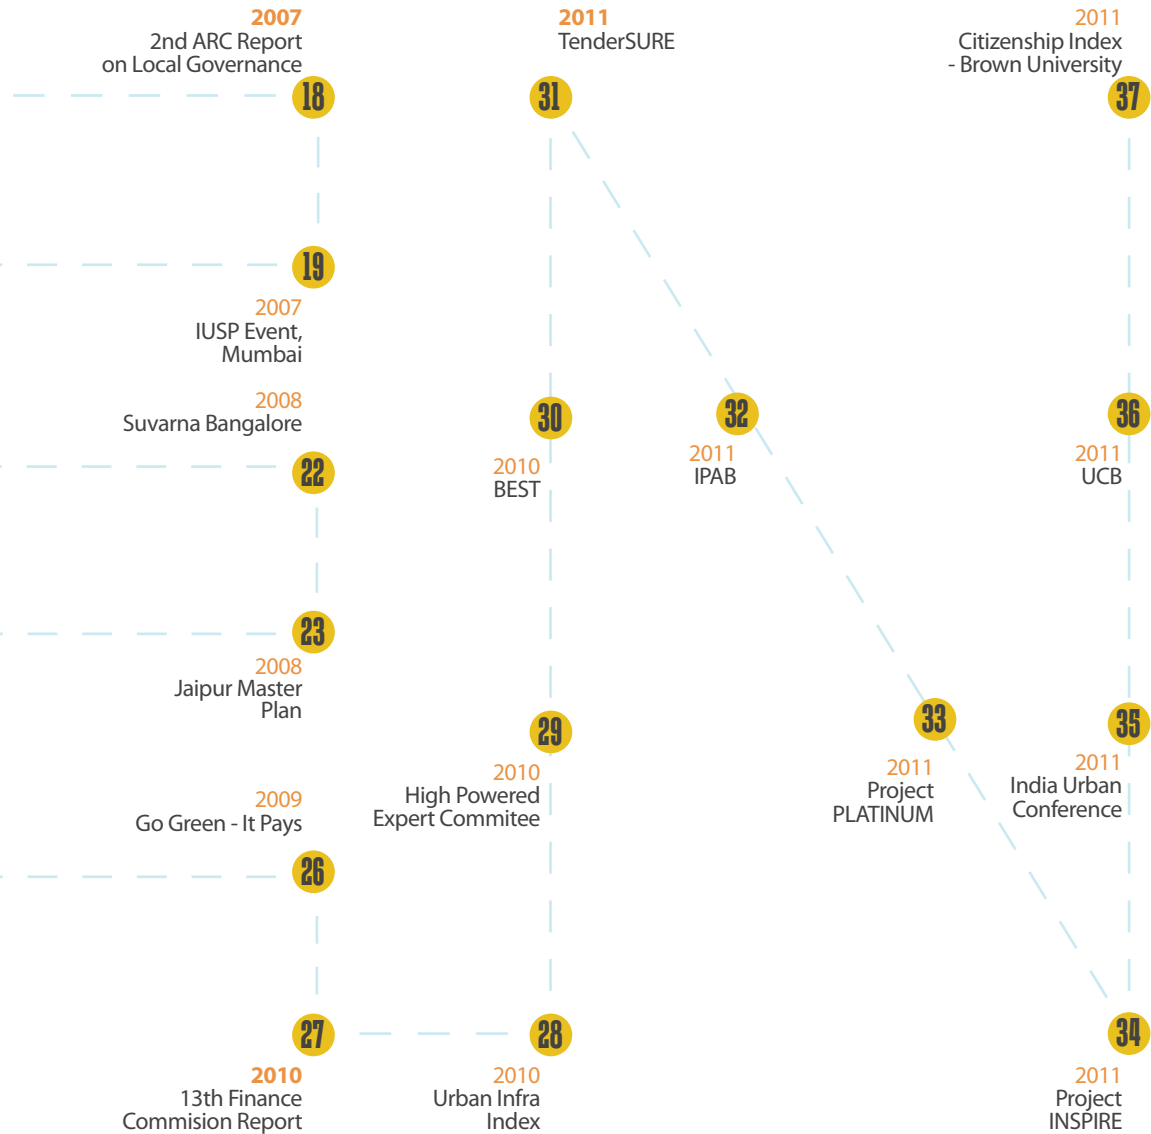 2007
2nd ARC Report
on Local Governance
18
19
2007
IUSP Event,
Mumbai
2008
Suvarna Bangalore
22
23
2008
Jaipur Master
Plan
2009
Go Green - It Pays
26
27
2010
13th Finance
Commision Report
28
2010
Urban Infra
Index
29
2010
High Powered
Expert Commitee
30
2010
BEST
2011
TenderSURE
31
32
2011
IPAB
33
2011
Project
PLATINUM
34
2011
Project
INSPIRE
35
2011
India Urban
Conference
36
2011
UCB
2011
Citizenship Index
- Brown University
37